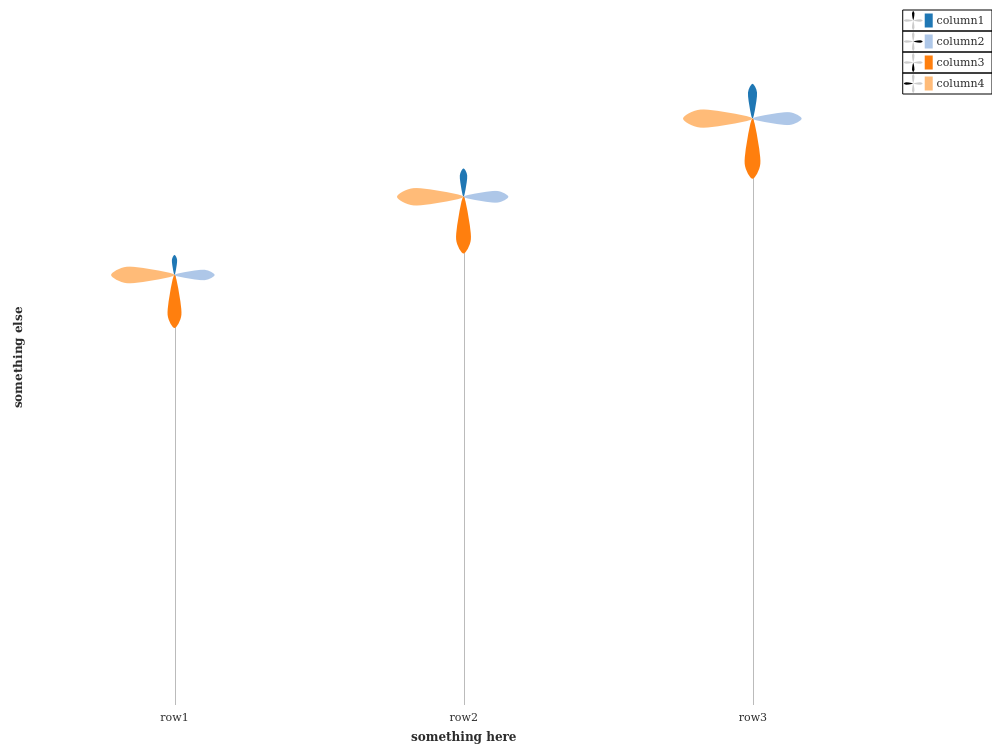 column1
column2
column3
column4
something else
row1
row2
row3
something here